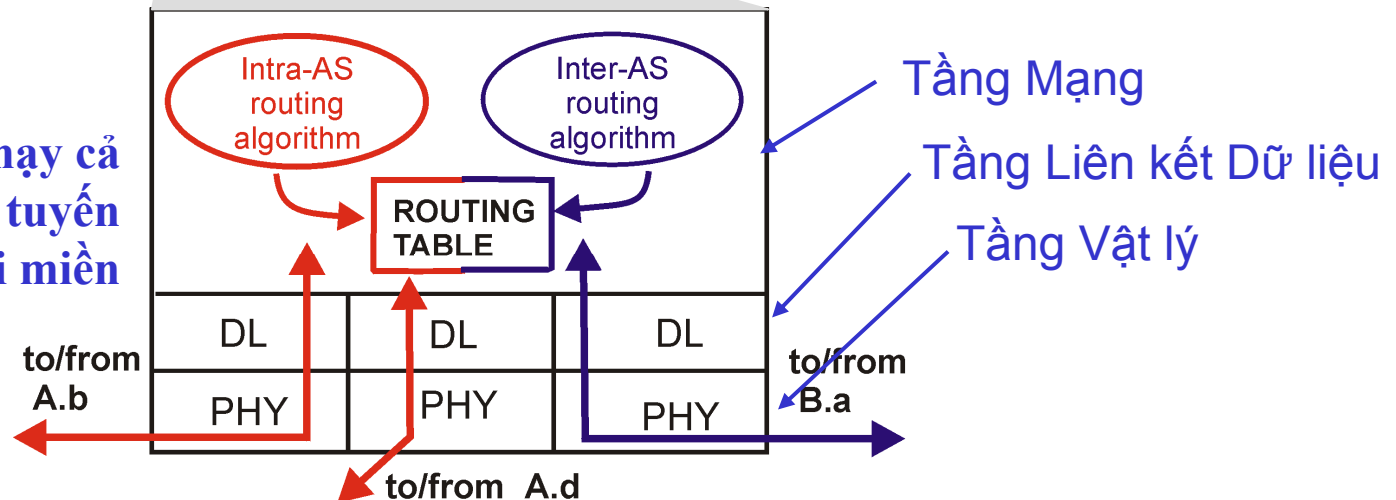 Intra-AS
routing
algorithm
Inter-AS
routing
algorithm
Tầng Mạng
Tầng Liên kết Dữ liệu
Tầng Vật lý
cả
tuyến
miền
ROUTING
TABLE
DL
DL
DL
PHY
PHY
PHY
to/from
A.b
to/from
B.a
to/from A.d